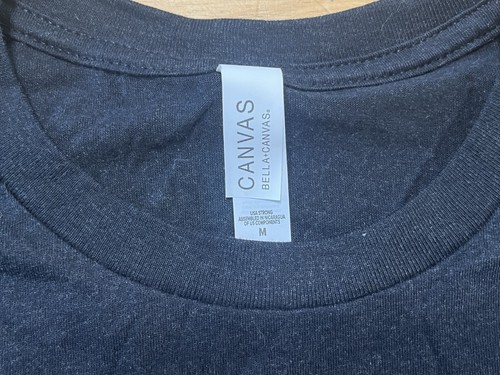 CANVAS
BELLA+CANVAS®
USA STRONG
ASSEMBLED IN NICARAGUA
OF US COMPONENTS
M